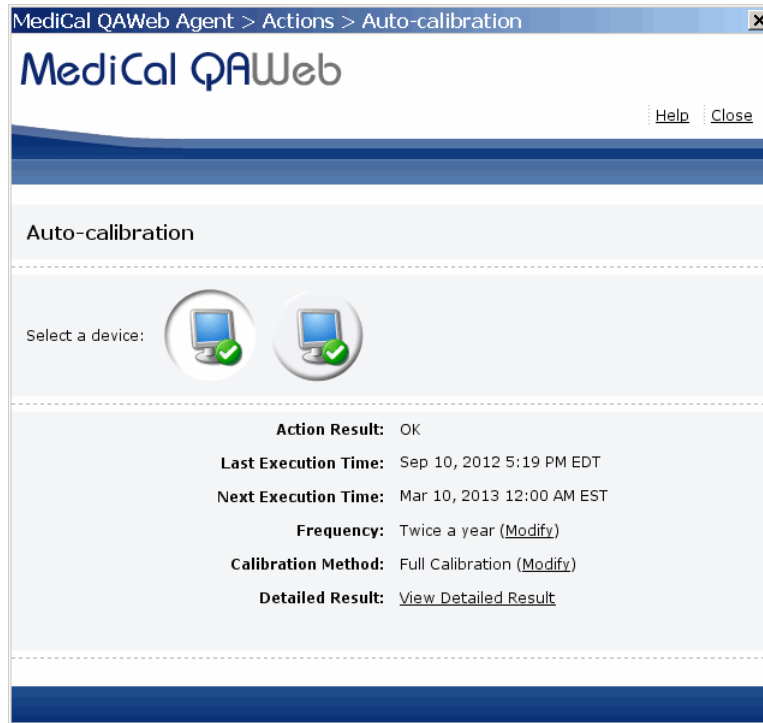 MediCal QAWeb Agent > Actions > Auto-calibration
MediCal QAWeb
Help Close
Auto-calibration
Select a device:
Action Result: OK
Last Execution Time: Sep 10, 2012 5:19 PM EDT
Next Execution Time: Mar 10, 2013 12:00 AM EST
Frequency: Twice a year (Modify)
Calibration Method: Full Calibration (Modify)
Detailed Result: View Detailed Result